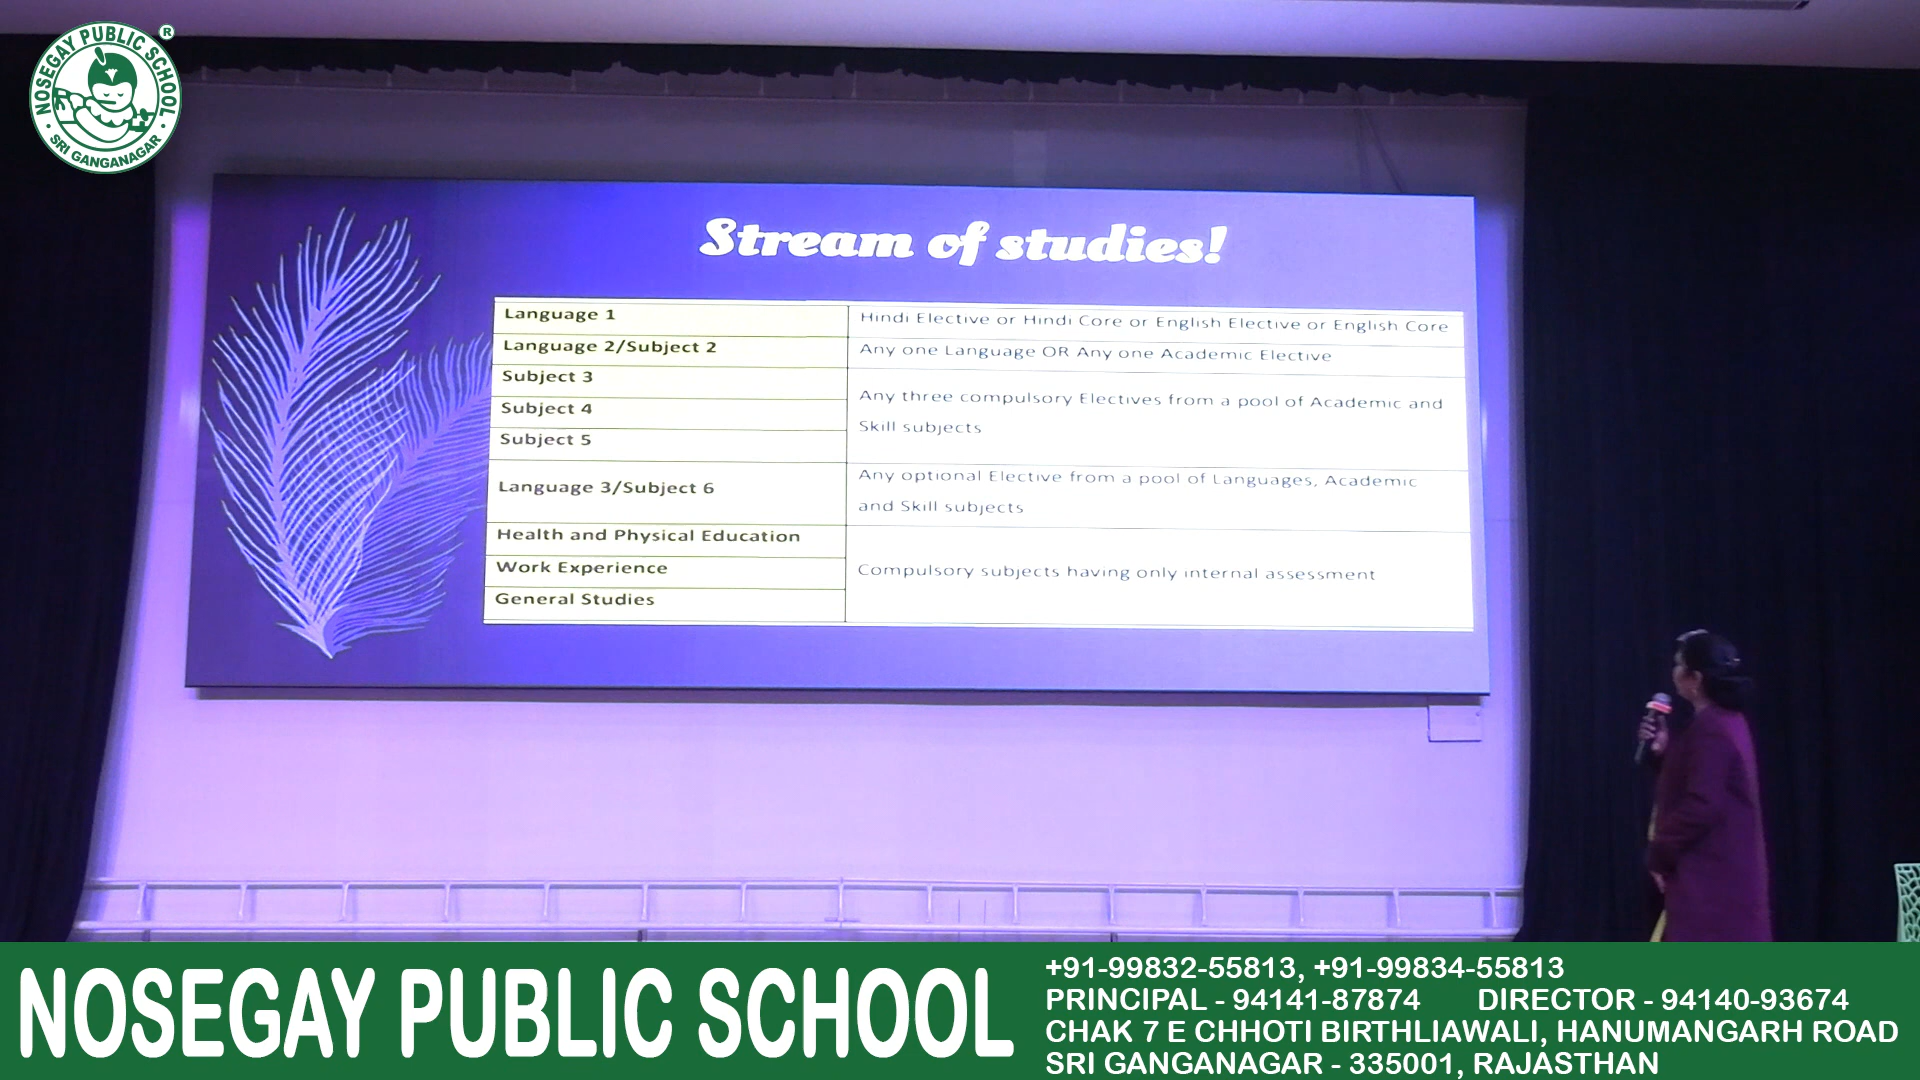 NOSEGAY PUBLIC SCHOOL ®
SRI GANGANAGAR
Stream of studies!
Language 1
Hindi Elective or Hindi Core or English Elective or English Core
Language 2/Subject 2
Any one Language OR Any one Academic Elective
Subject 3
Subject 4
Subject 5
Any three compulsory Electives from a pool of Academic and
Skill subjects
Language 3/Subject 6
Any optional Elective from a pool of Languages, Academic
and Skill subjects
Health and Physical Education
Work Experience
General Studies
Compulsory subjects having only internal assessment
NOSEGAY PUBLIC SCHOOL
+91-99832-55813, +91-99834-55813
PRINCIPAL - 94141-87874 DIRECTOR - 94140-93674
CHAK 7 E CHHOTI BIRTHLIAWALI, HANUMANGARH ROAD
SRI GANGANAGAR - 335001, RAJASTHAN